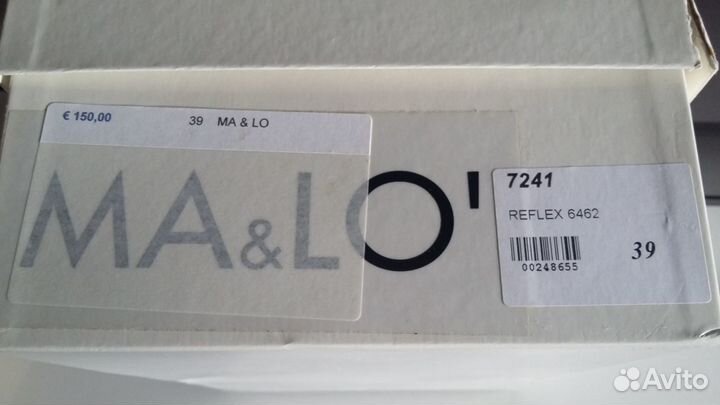 € 150,00 39 MA & LO
MA&LO'
7241
REFLEX 6462
00248655
39
Avito